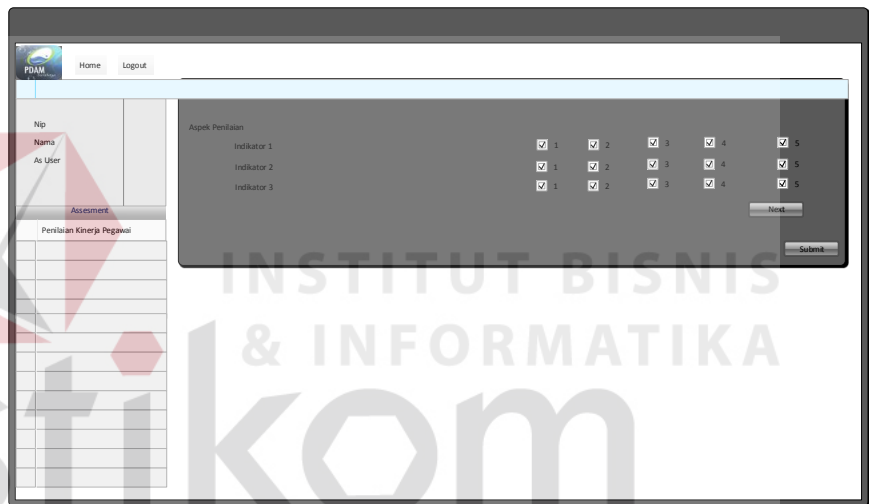 PDAM
Home Logout
Nip
Nama
As User
Assesment
Penilaian Kinerja Pegawai
Aspek Penilaian
Indikator 1 1 2 3 4 5
Indikator 2 1 2 3 4 5
Indikator 3 1 2 3 4 5
Next
Submit
INSTITUT BISNIS
& INFORMATIKA
stikom